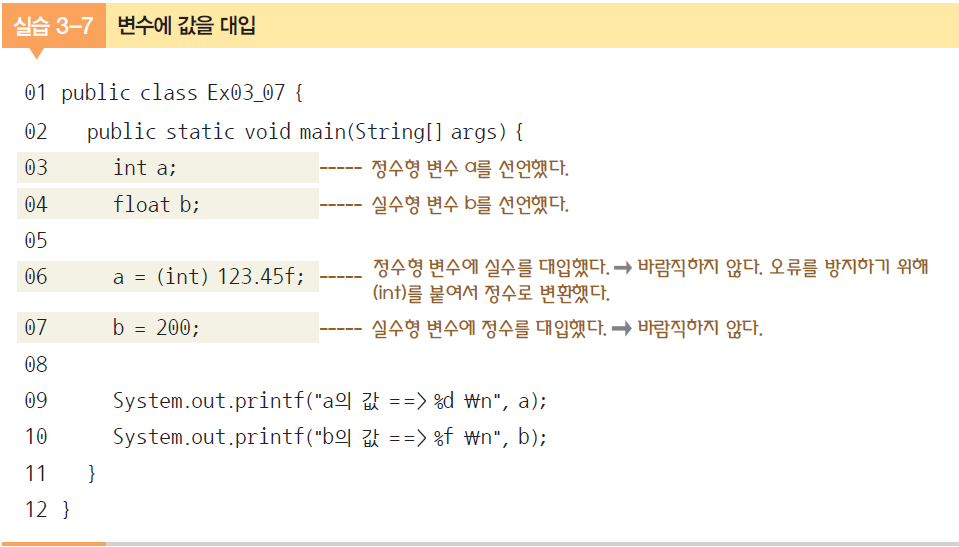 실습 3-7 변수에 값을 대입
01 public class Ex03_07 {
02 public static void main(String[] args) {
03 int a; ----- 정수형 변수 a를 선언했다.
04 float b; ----- 실수형 변수 b를 선언했다.
05
06 a = (int) 123.45f; ----- 정수형 변수에 실수를 대입했다. ➞ 바람직하지 않다. 오류를 방지하기 위해
(int)를 붙여서 정수로 변환했다.
07 b = 200; ----- 실수형 변수에 정수를 대입했다. ➞ 바람직하지 않다.
08
09 System.out.printf("a의 값 ==> %d ₩n", a);
10 System.out.printf("b의 값 ==> %f ₩n", b);
11 }
12 }